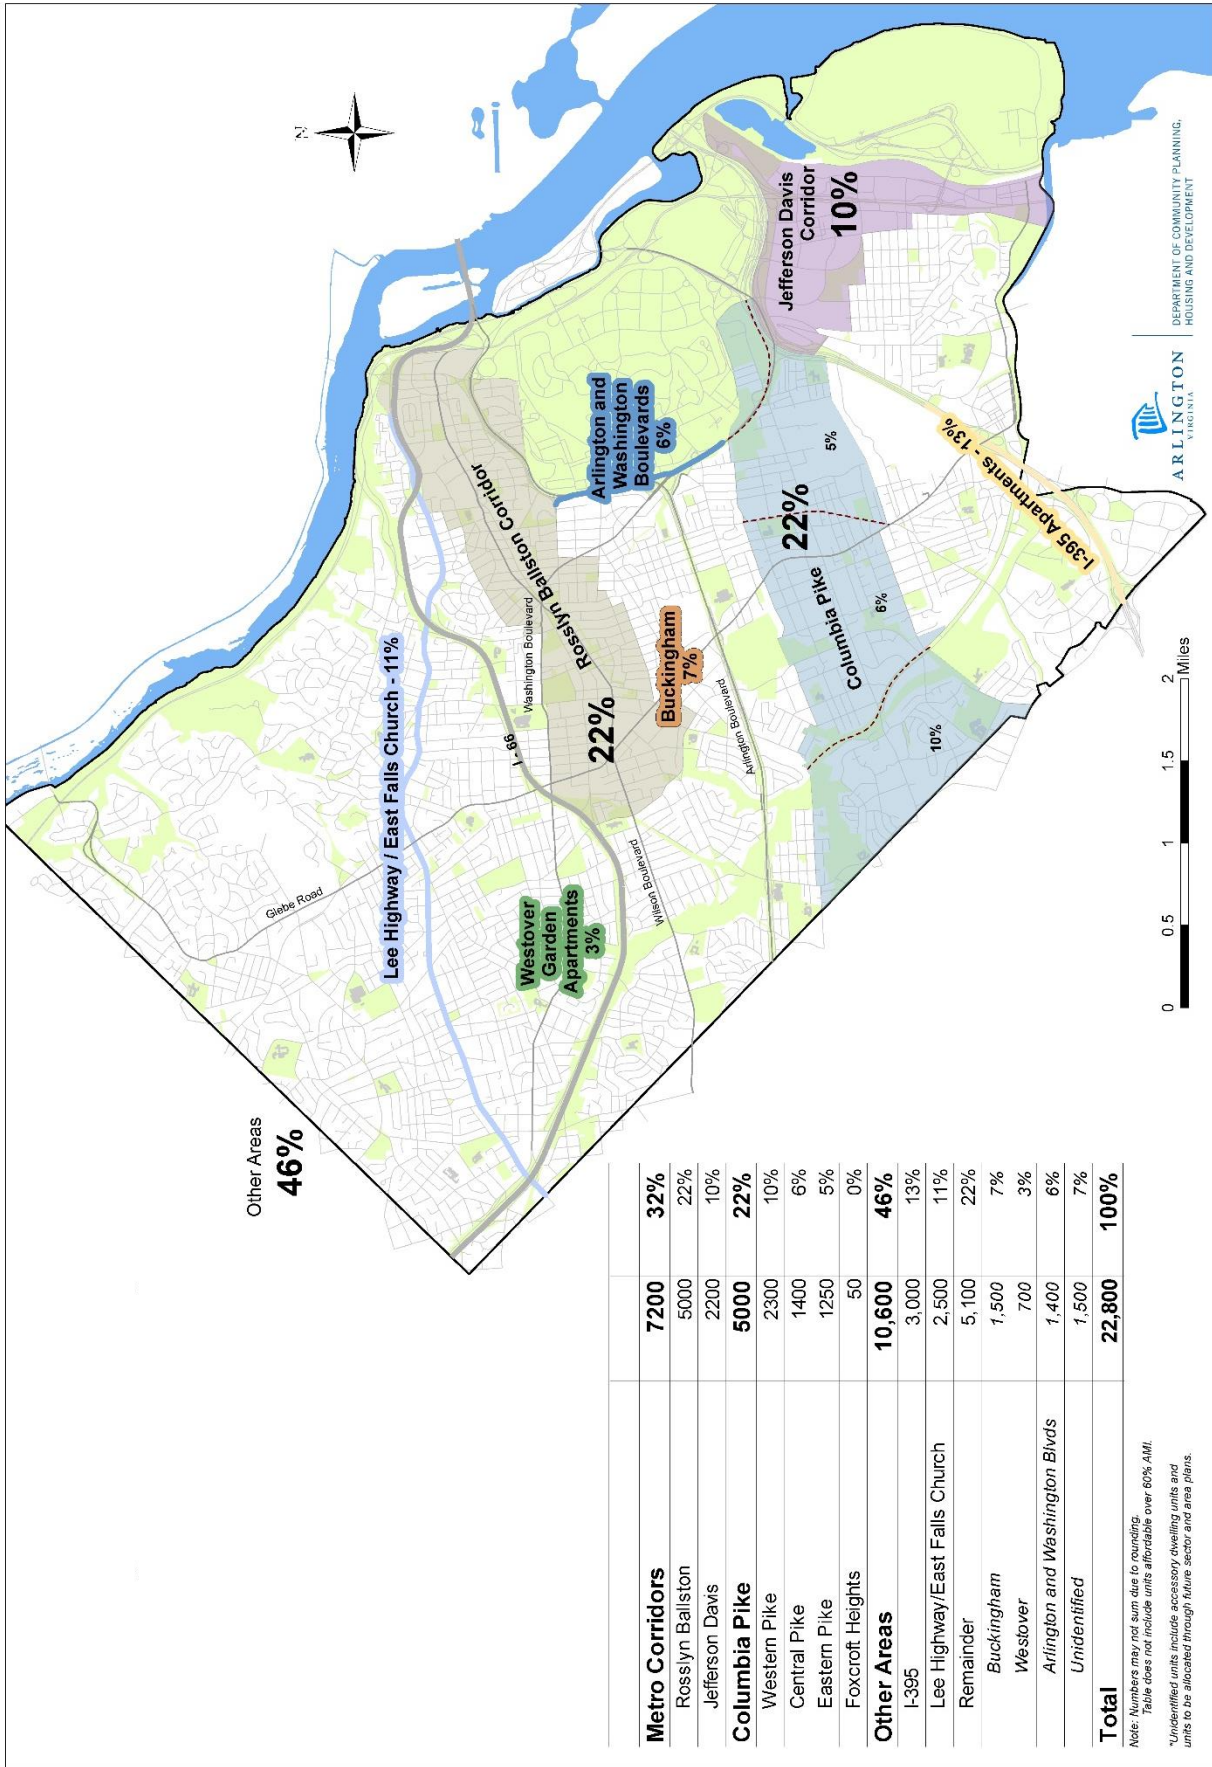 Other Areas
46%
N
Glebe Road
Lee Highway / East Falls Church - 11%
I - 66
Washington Boulevard
Rosslyn Ballston Corridor
22%
Westover
Garden
Apartments
3%
Wilson Boulevard
Buckingham
7%
Arlington and
Washington
Boulevards
6%
Arlington Boulevard
Jefferson Davis
Corridor
10%
Columbia Pike
22%
5%
6%
10%
I-395 Apartments - 13%
Metro Corridors 7200 32%
Rosslyn Ballston 5000 22%
Jefferson Davis 2200 10%
Columbia Pike 5000 22%
Western Pike 2300 10%
Central Pike 1400 6%
Eastern Pike 1250 5%
Foxcroft Heights 50 0%
Other Areas 10,600 46%
I-395 3,000 13%
Lee Highway/East Falls Church 2,500 11%
Remainder 5,100 22%
Buckingham 1,500 7%
Westover 700 3%
Arlington and Washington Blvds 1,400 6%
Unidentified 1,500 7%
Total 22,800 100%
Note: Numbers may not sum due to rounding.
Table does not include units affordable over 60% AMI.
*Unidentified units include accessory dwelling units and
units to be allocated through future sector and area plans.
0 0.5 1 1.5 2
Miles
ARLINGTON
VIRGINIA
DEPARTMENT OF COMMUNITY PLANNING,
HOUSING AND DEVELOPMENT